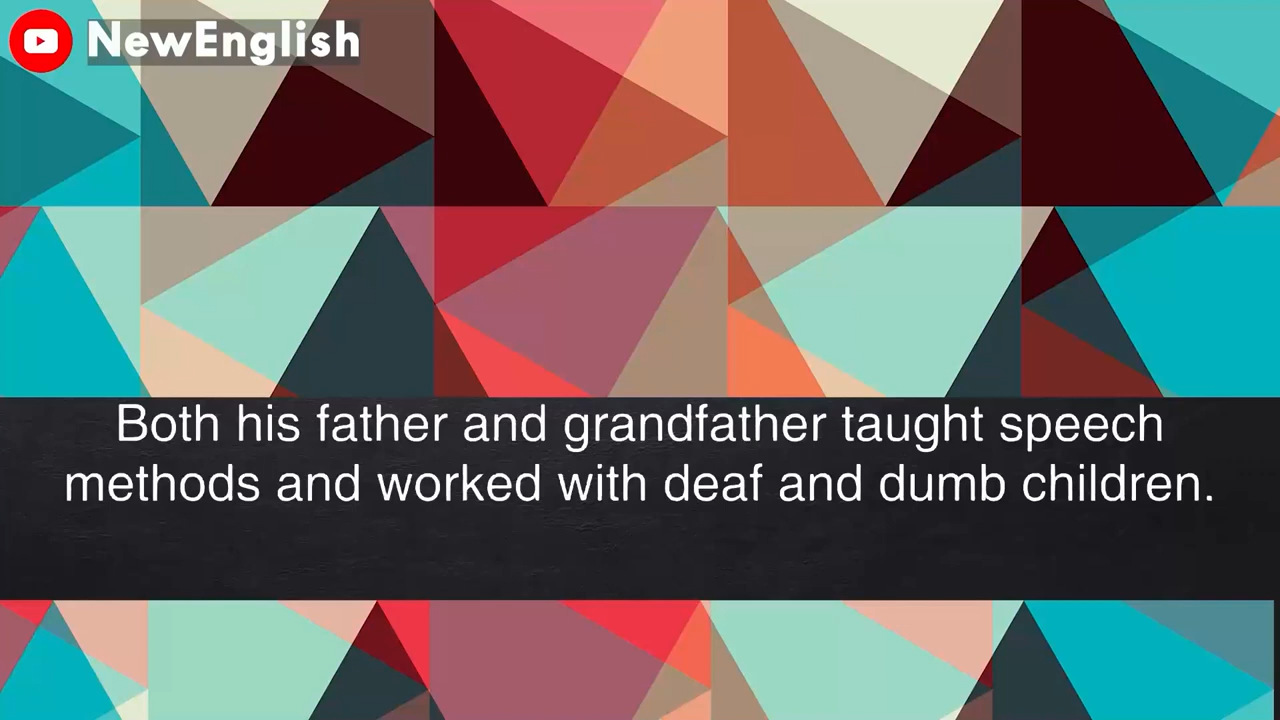 NewEnglish
Both his father and grandfather taught speech
methods and worked with deaf and dumb children.